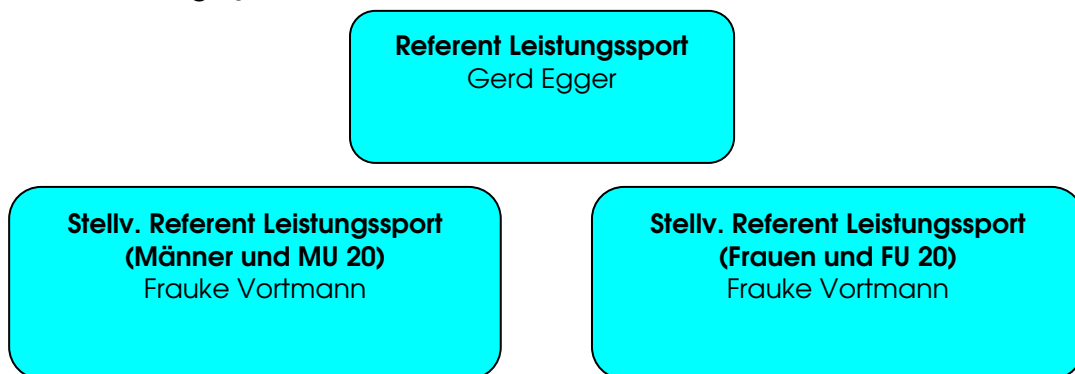 Referent Leistungssport
Gerd Egger
Stellv. Referent Leistungssport
(Männer und MU 20)
Frauke Vortmann
Stellv. Referent Leistungssport
(Frauen und FU 20)
Frauke Vortmann